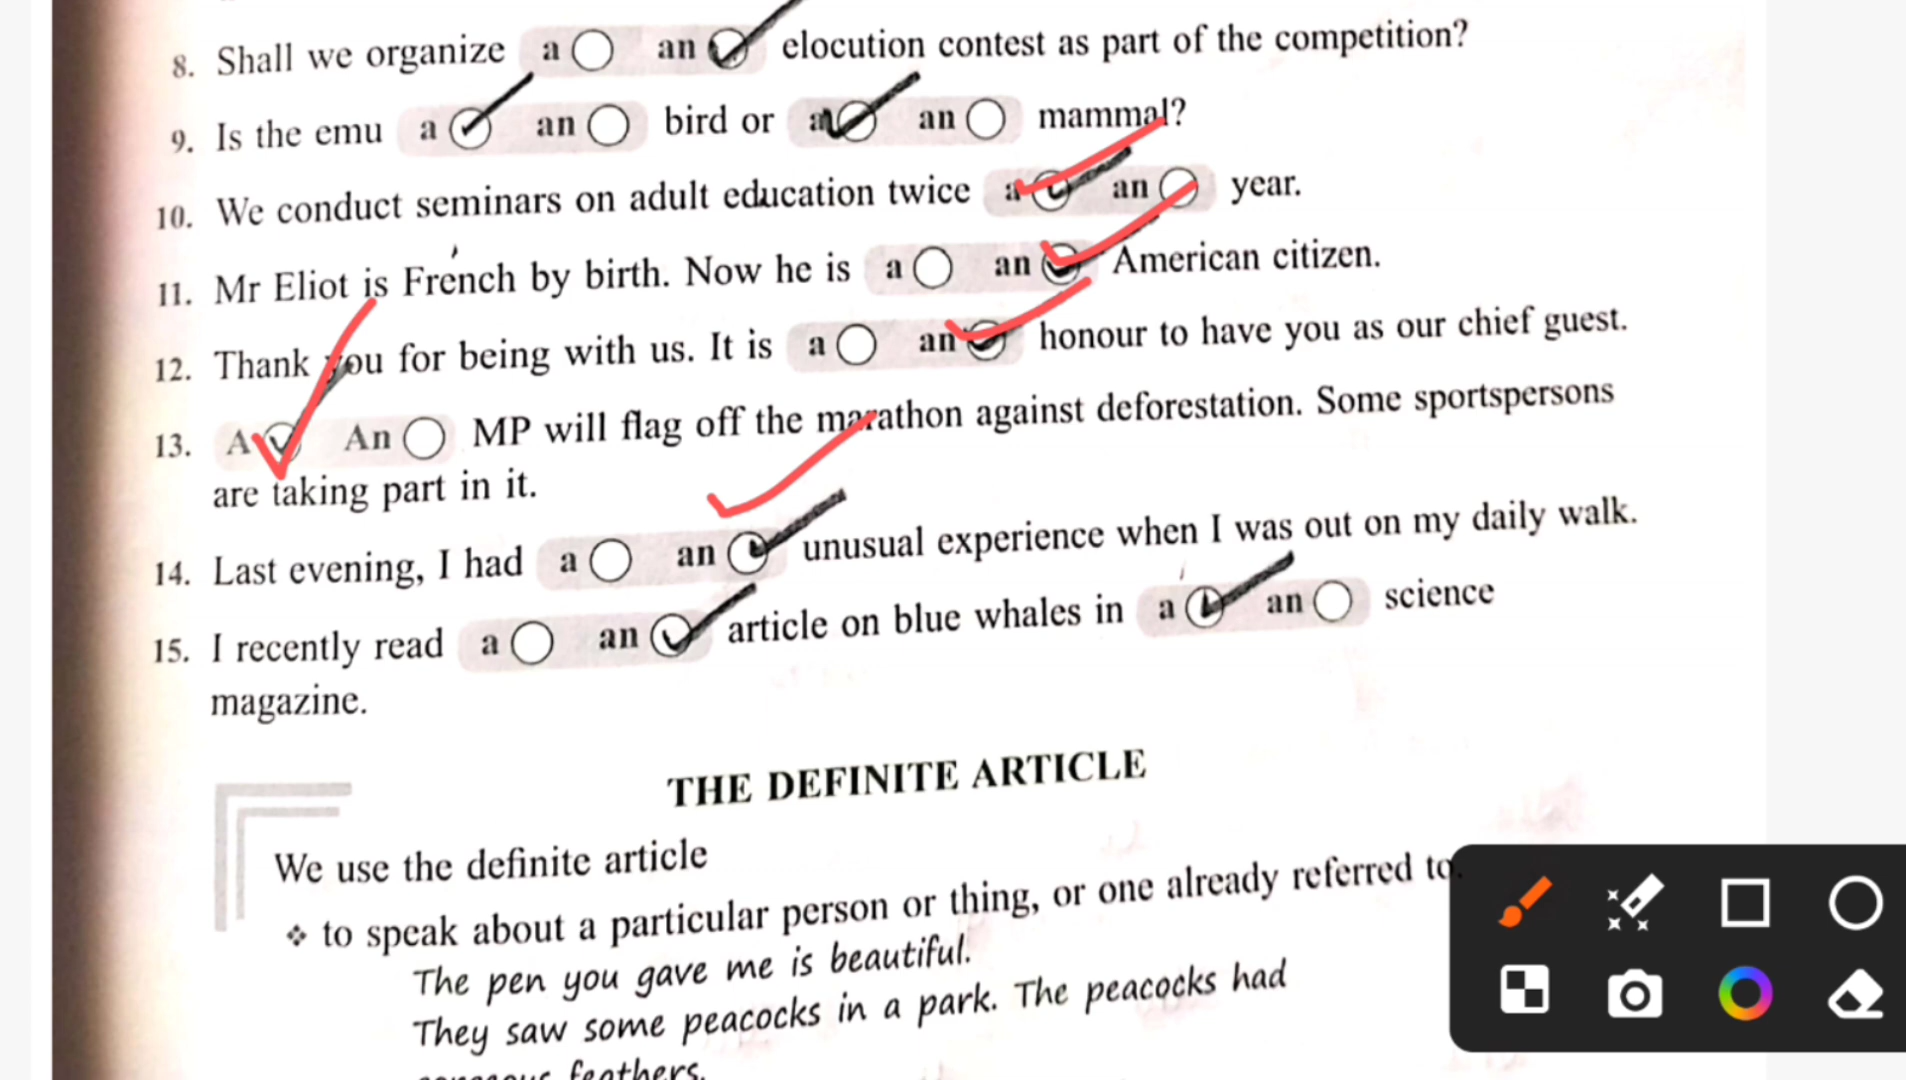 8. Shall we organize a an elocution contest as part of the competition?
9. Is the emu a an bird or a an mammal?
10. We conduct seminars on adult education twice a an year.
11. Mr Eliot is French by birth. Now he is a an American citizen.
12. Thank you for being with us. It is a an honour to have you as our chief guest.
13. A An MP will flag off the marathon against deforestation. Some sportspersons
are taking part in it.
14. Last evening, I had a an unusual experience when I was out on my daily walk.
15. I recently read a an article on blue whales in a an science
magazine.
THE DEFINITE ARTICLE
We use the definite article
❖ to speak about a particular person or thing, or one already referred to.
The pen you gave me is beautiful.
They saw some peacocks in a park. The peacocks had
feathers.